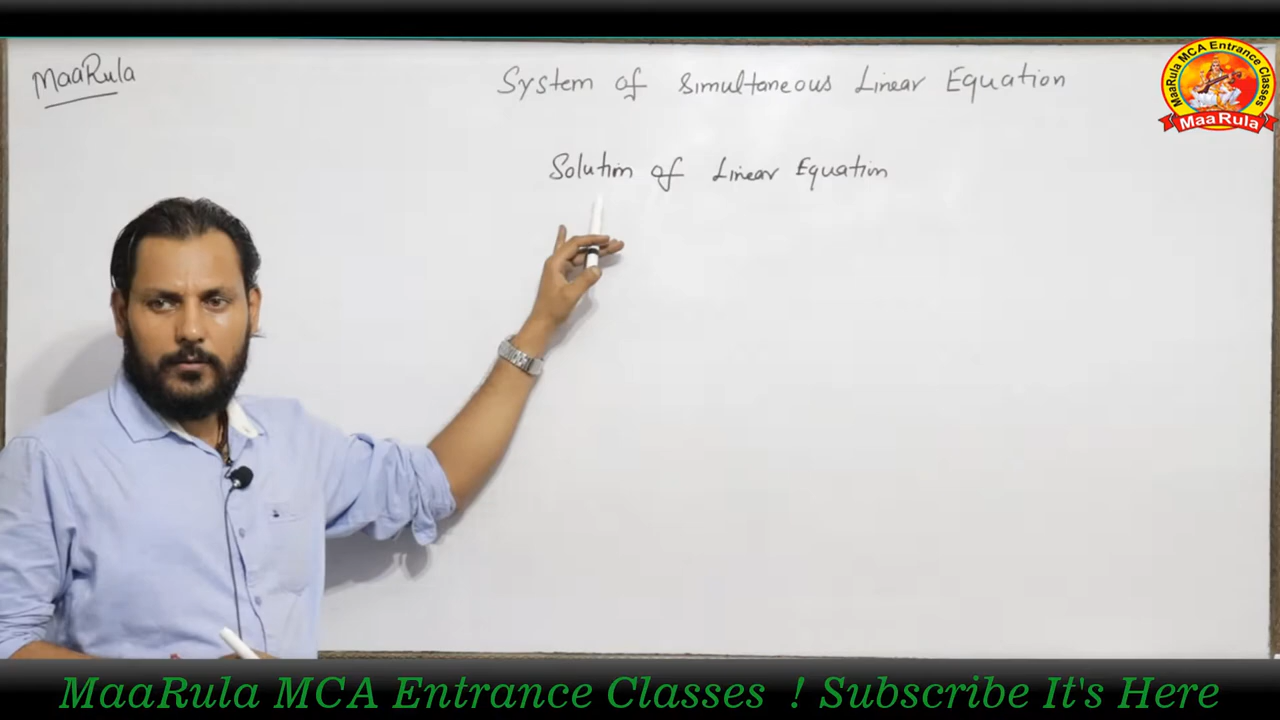 MaaRula
System of Simultaneous Linear Equation
MaaRula MCA Entrance Classes
MaaRula
Solution of Linear Equation
MaaRula MCA Entrance Classes ! Subscribe It's Here